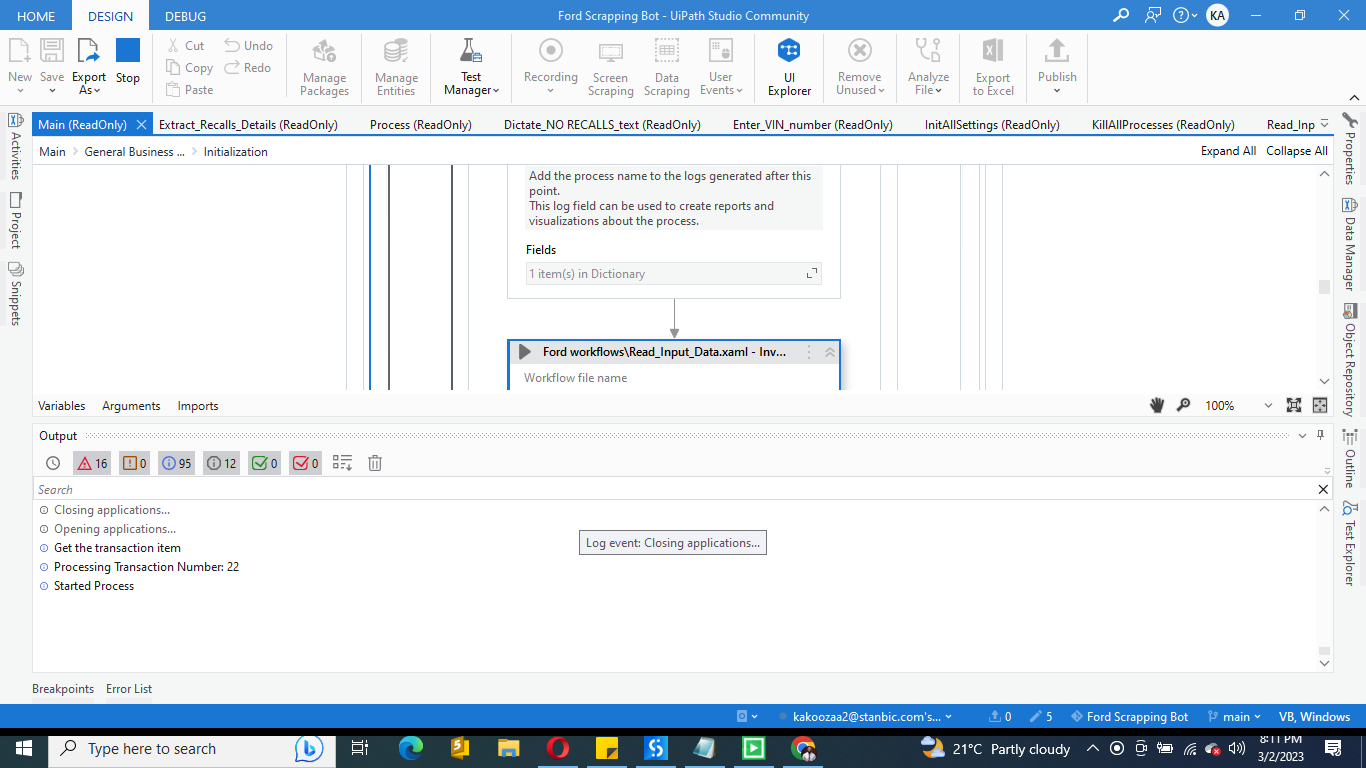 HOME DESIGN DEBUG Ford Scrapping Bot - UiPath Studio Community KA
Cut Undo
Copy Redo
Paste
New Save Export As Stop
Manage Packages
Manage Entities
Test Manager
Recording
Screen Scraping
Data Scraping
User Events
UI Explorer
Remove Unused
Analyze File
Export to Excel
Publish
Main (ReadOnly) Extract_Recalls_Details (ReadOnly) Process (ReadOnly) Dictate_NO RECALLS_text (ReadOnly) Enter_VIN_number (ReadOnly) InitAllSettings (ReadOnly) KillAllProcesses (ReadOnly) Read_Inp
Main General Business ... Initialization Expand All Collapse All
Activities
Project
Snippets
Add the process name to the logs generated after this
point.
This log field can be used to create reports and
visualizations about the process.
Fields
1 item(s) in Dictionary
Ford workflows\Read_Input_Data.xaml - Inv...
Workflow file name
Properties
Data Manager
Object Repository
Outline
Test Explorer
Variables Arguments Imports 100%
Output
16 0 95 12 0 0
Search
Closing applications...
Opening applications...
Log event: Closing applications...
Get the transaction item
Processing Transaction Number: 22
Started Process
Breakpoints Error List
kakoozaa2@stanbic.com's... 0 5 Ford Scrapping Bot main VB, Windows
Type here to search 21°C Partly cloudy 8:11 PM
3/2/2023